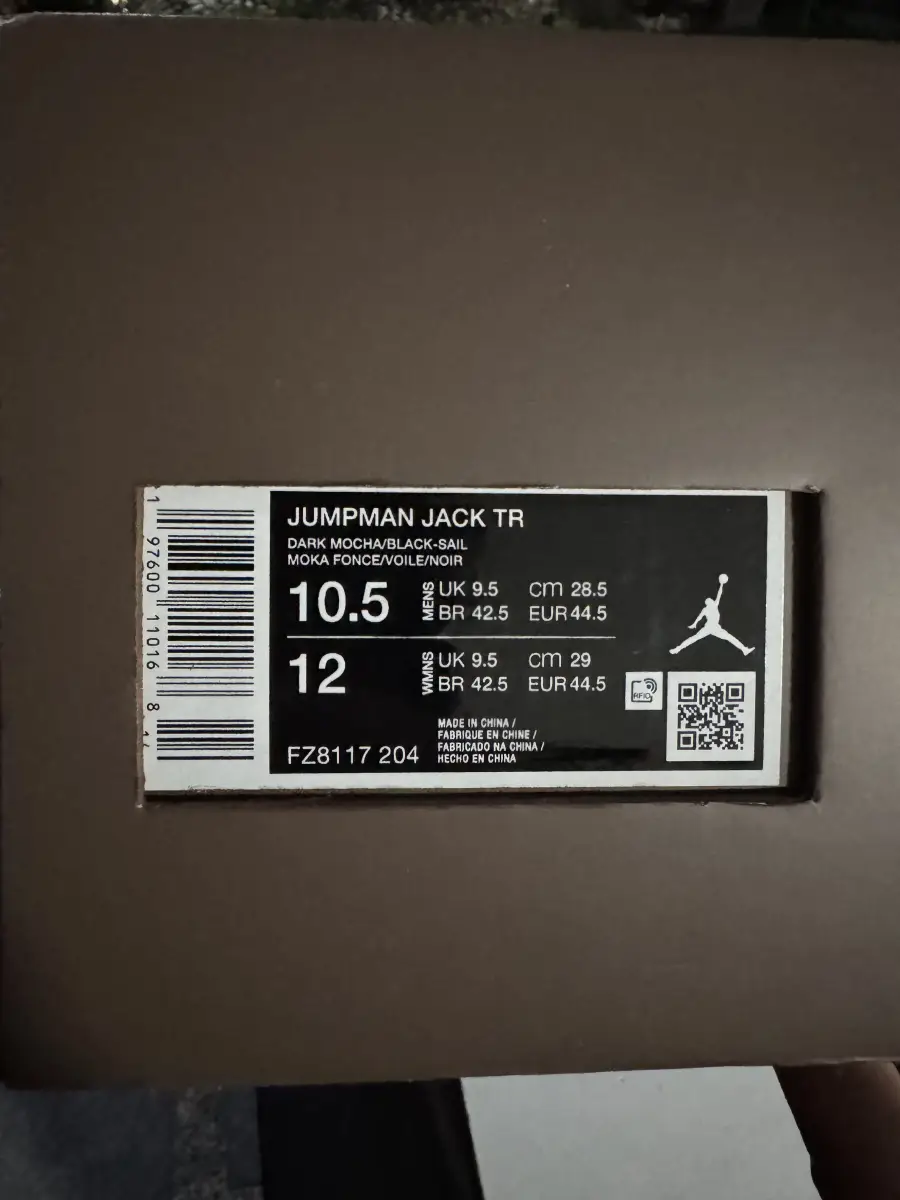 JUMPMAN JACK TR
DARK MOCHA/BLACK-SAIL
MOKA FONCE/VOILE/NOIR
10.5 MENS UK 9.5 cm 28.5
BR 42.5 EUR 44.5
12 WMNS UK 9.5 cm 29
BR 42.5 EUR 44.5
RFID
MADE IN CHINA /
FABRIQUE EN CHINE /
FABRICADO NA CHINA /
HECHO EN CHINA
FZ8117 204
1 97600 11016 8